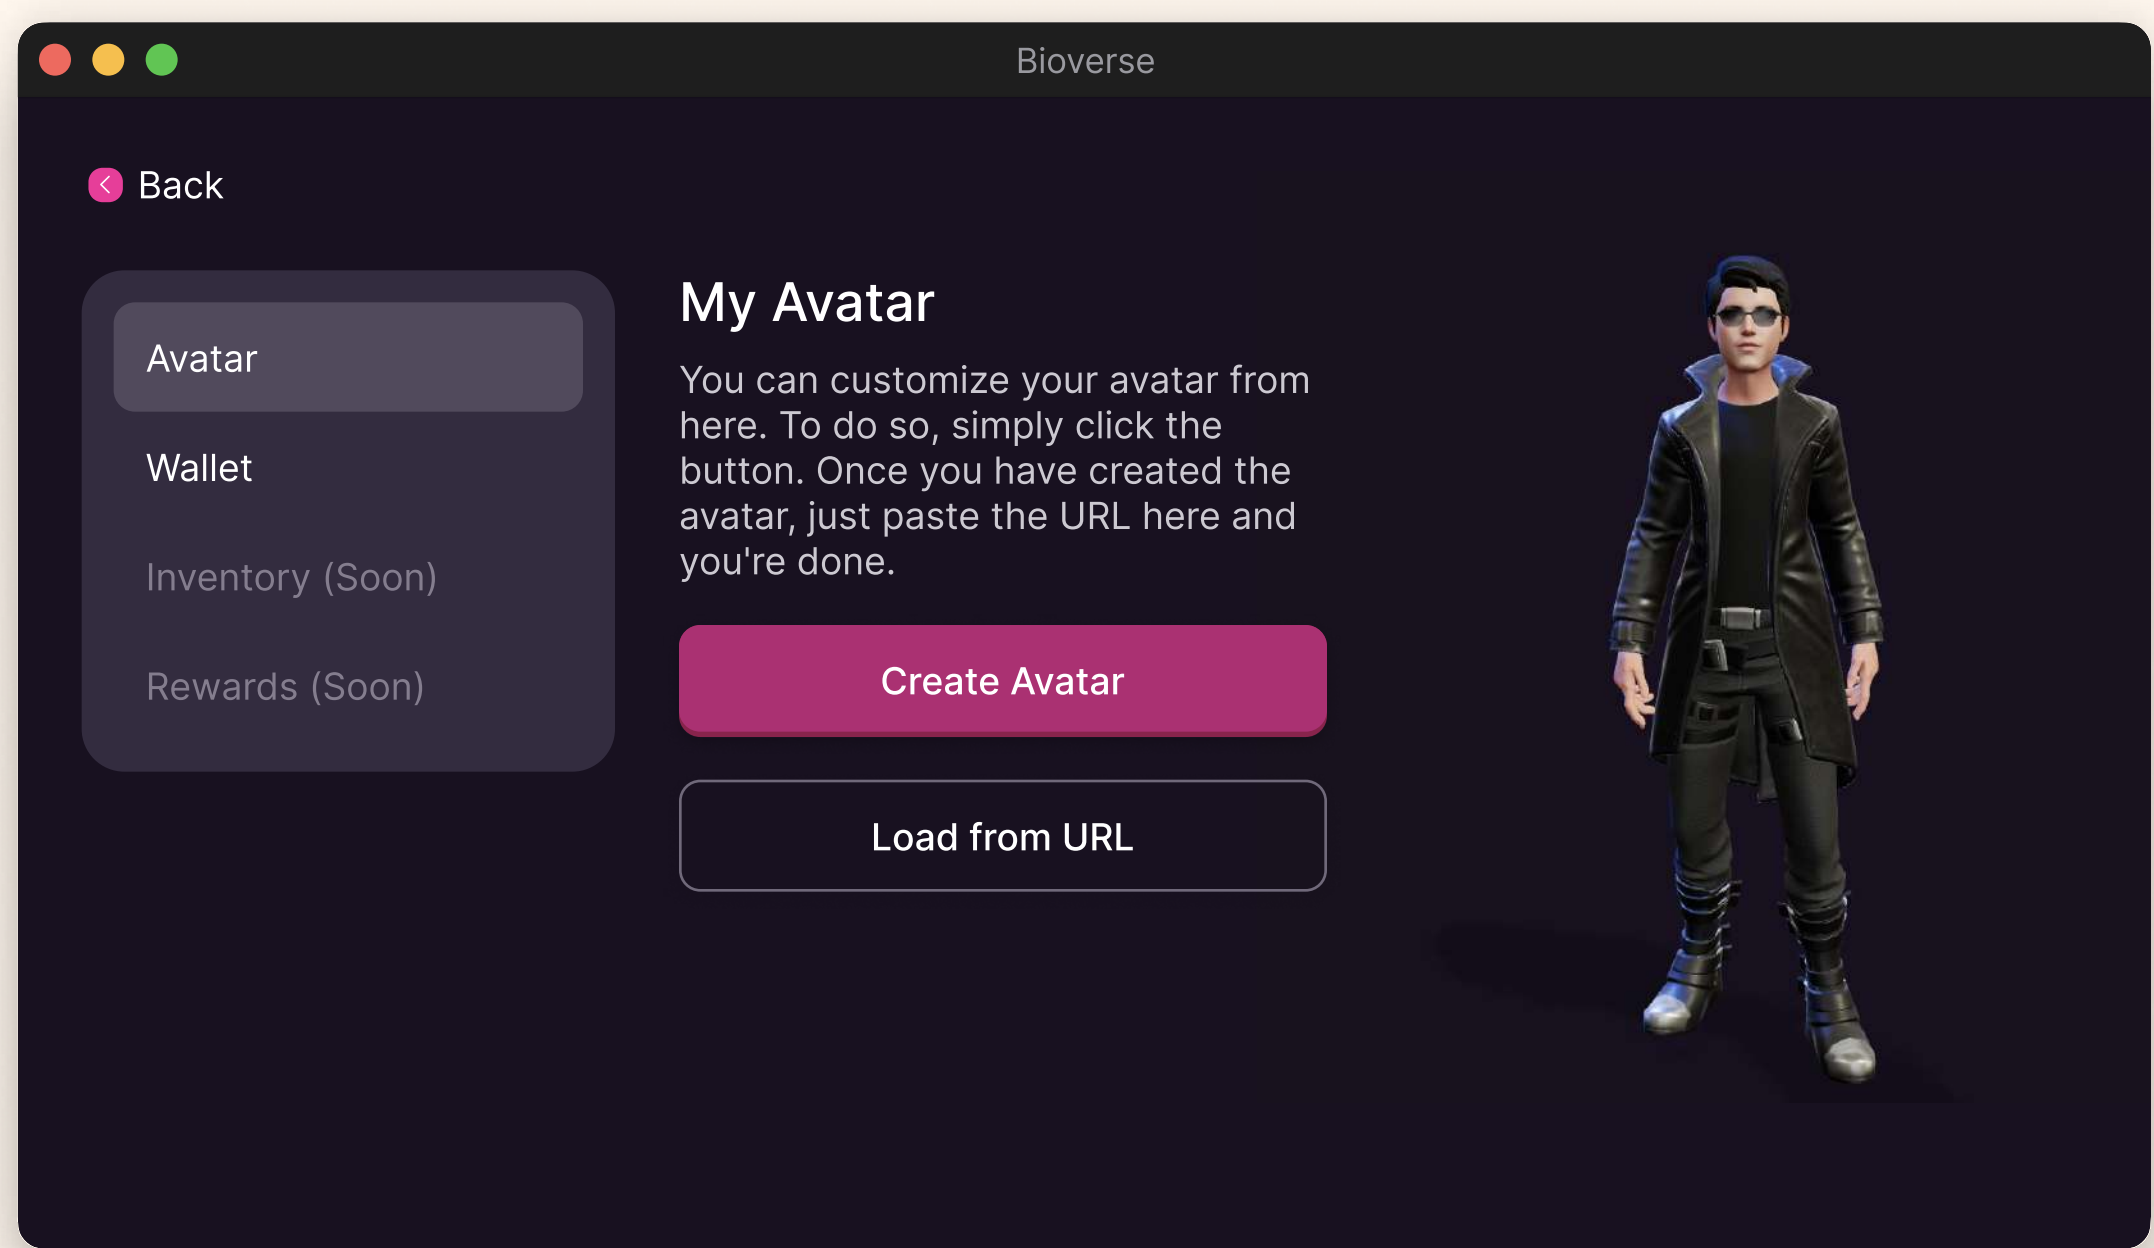 Bioverse
Back
Avatar
Wallet
Inventory (Soon)
Rewards (Soon)
My Avatar
You can customize your avatar from
here. To do so, simply click the
button. Once you have created the
avatar, just paste the URL here and
you're done.
Create Avatar
Load from URL